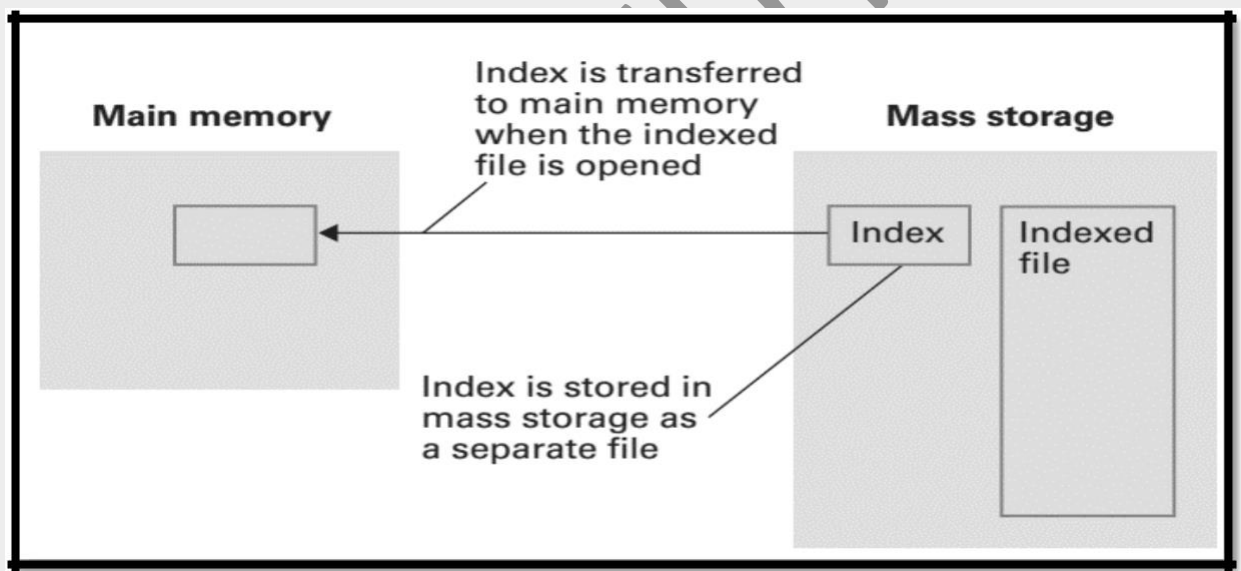 Main memory
Index is transferred
to main memory
when the indexed
file is opened
Mass storage
Index
Indexed
file
Index is stored in
mass storage as
a separate file